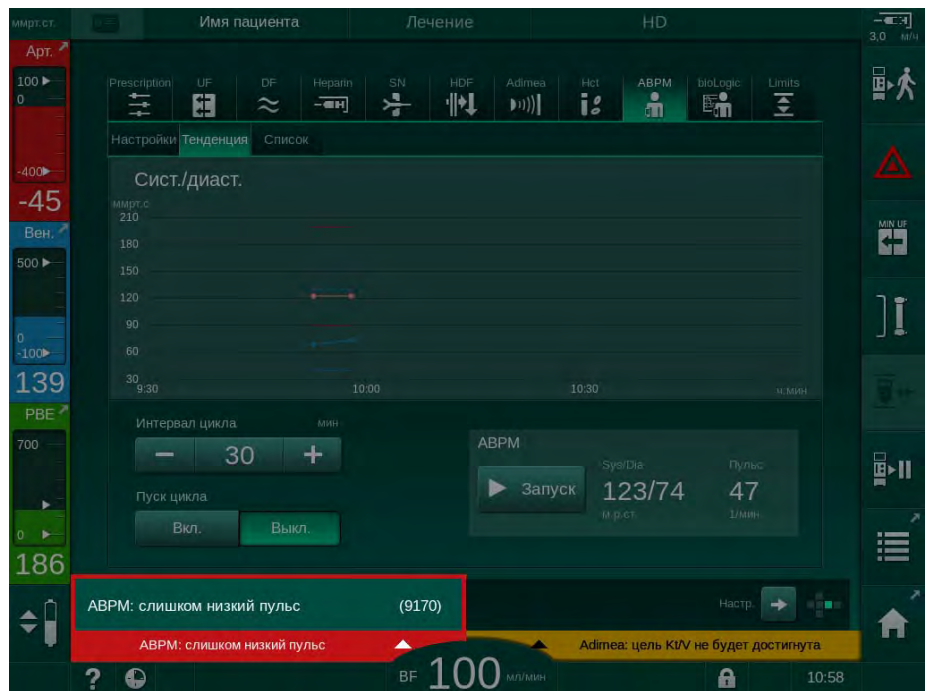 ммрт.ст.
Имя пациента
Лечение
HD
3,0 м/ч
Арт.
100
0
-400
-45
Вен.
500
0
-100
139
PBE
700
0
186
Prescription
UF
DF
Heparin
SN
HDF
Adimea
Hct
ABPM
bioLogic
Limits
Настройки
Тенденция
Список
Сист./диаст.
ммрт.с
210
180
150
120
90
60
30
9:30
10:00
10:30
ч:мин
Интервал цикла
мин
30
Пуск цикла
Вкл.
Выкл.
ABPM
Запуск
Sys/Dia
123/74
м.р.ст.
Пульс
47
1/мин
MIN UF
ABPM: слишком низкий пульс (9170)
Настр.
ABPM: слишком низкий пульс
Adimea: цель Kt/V не будет достигнута
?
BF 100 мл/мин
10:58